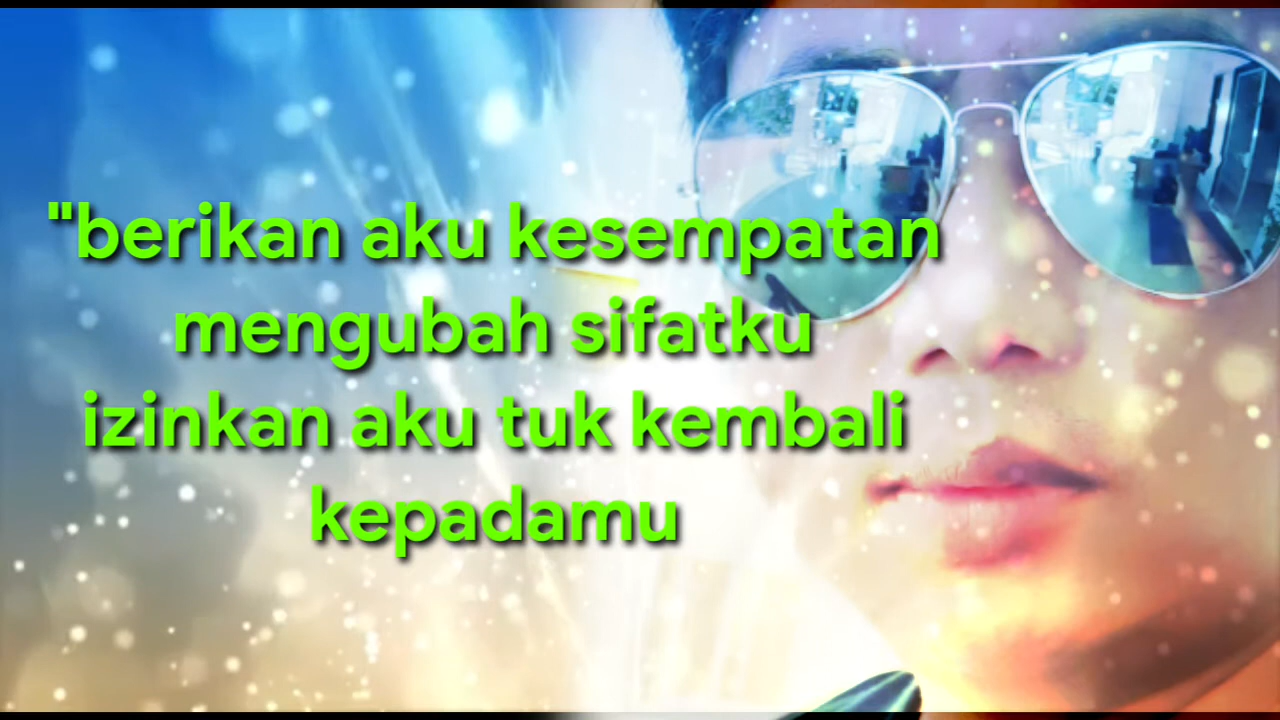 "berikan aku kesempatan
mengubah sifatku
izinkan aku tuk kembali
kepadamu